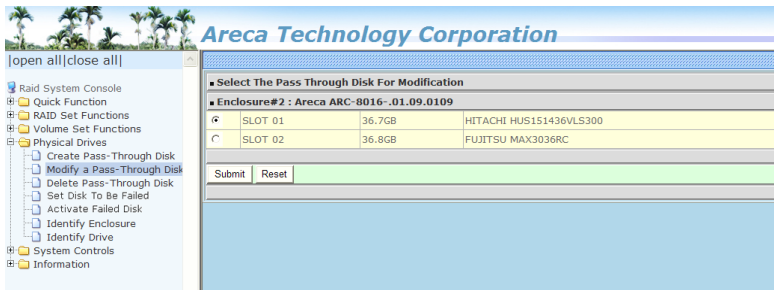 Areca Technology Corporation
|open all|close all|
Raid System Console
Quick Function
RAID Set Functions
Volume Set Functions
Physical Drives
Create Pass-Through Disk
Modify a Pass-Through Disk
Delete Pass-Through Disk
Set Disk To Be Failed
Activate Failed Disk
Identify Enclosure
Identify Drive
System Controls
Information
Select The Pass Through Disk For Modification
Enclosure#2 : Areca ARC-8016-.01.09.0109
SLOT 01 36.7GB HITACHI HUS151436VLS300
SLOT 02 36.8GB FUJITSU MAX3036RC
Submit Reset